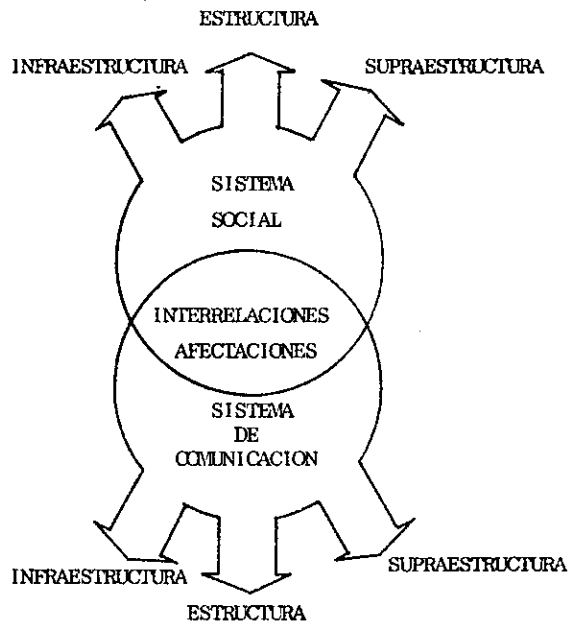 ESTRUCTURA
INFRAESTRUCTURA SUPRAESTRUCTURA
SISTEMA
SOCIAL
INTERRELACIONES
AFECTACIONES
SISTEMA
DE
COMUNICACION
INFRAESTRUCTURA SUPRAESTRUCTURA
ESTRUCTURA